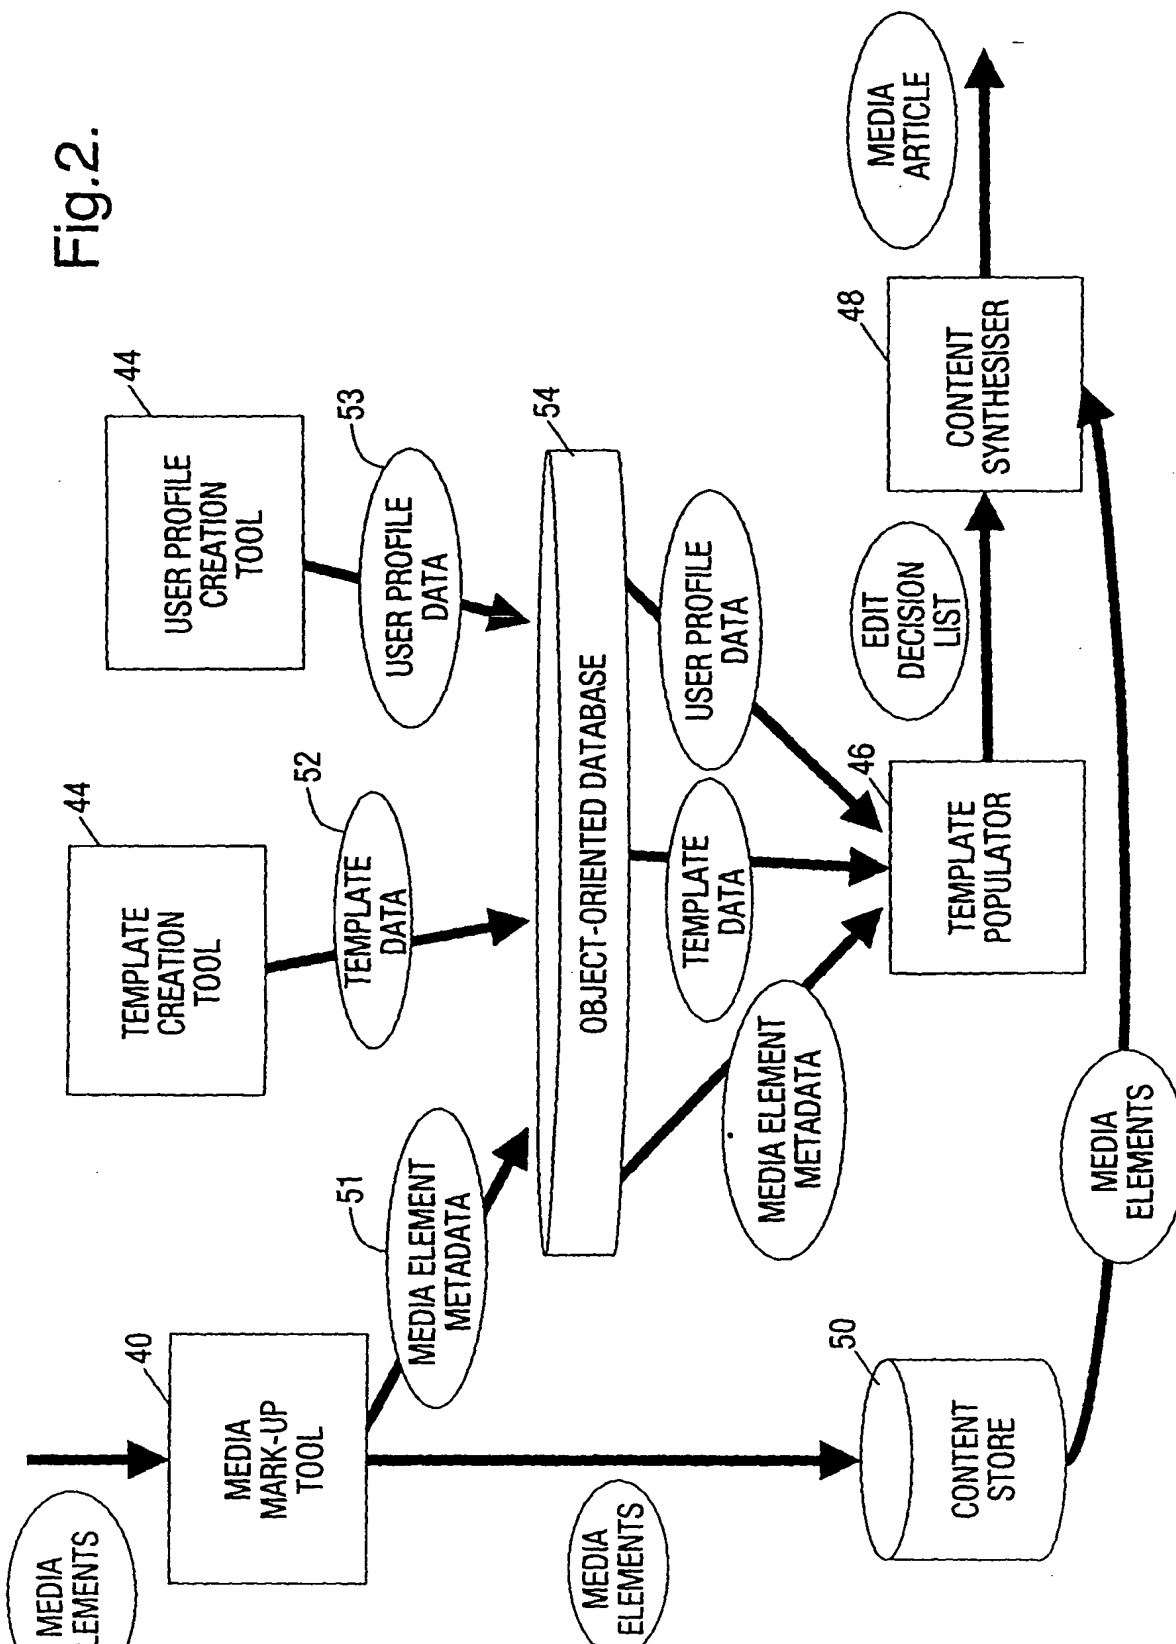 Fig.2.
MEDIA
LEMENTS
40
MEDIA
MARK-UP
TOOL
44
TEMPLATE
CREATION
TOOL
44
USER PROFILE
CREATION
TOOL
51
MEDIA ELEMENT
METADATA
52
TEMPLATE
DATA
53
USER PROFILE
DATA
54
OBJECT-ORIENTED DATABASE
MEDIA
ELEMENTS
MEDIA ELEMENT
METADATA
TEMPLATE
DATA
USER PROFILE
DATA
50
CONTENT
STORE
46
TEMPLATE
POPULATOR
EDIT
DECISION
LIST
48
CONTENT
SYNTHESISER
MEDIA
ARTICLE
MEDIA
ELEMENTS